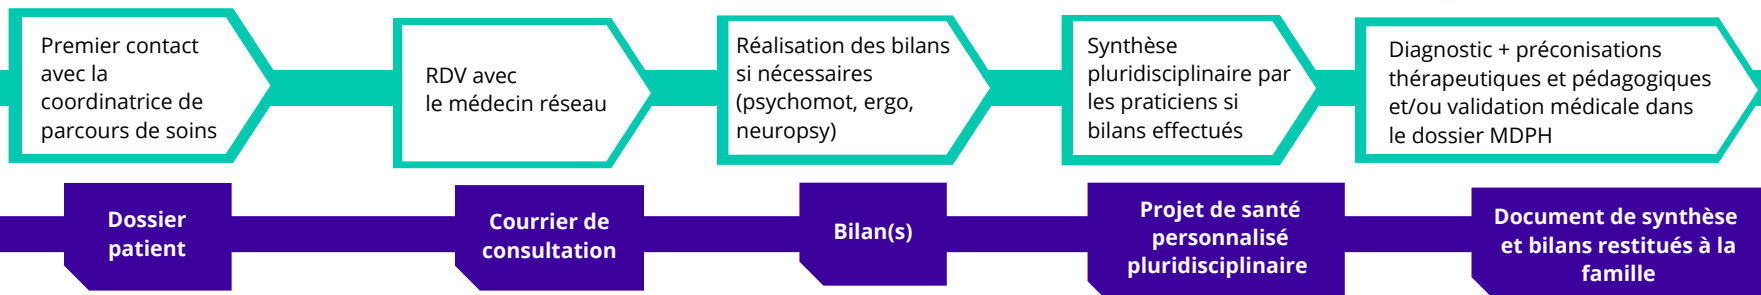 Premier contact
avec la
coordinatrice de
parcours de soins
RDV avec
le médecin réseau
Réalisation des bilans
si nécessaires
(psychomot, ergo,
neuropsy)
Synthèse
pluridisciplinaire par
les praticiens si
bilans effectués
Diagnostic + préconisations
thérapeutiques et pédagogiques
et/ou validation médicale dans
le dossier MDPH
Dossier
patient
Courrier de
consultation
Bilan(s)
Projet de santé
personnalisé
pluridisciplinaire
Document de synthèse
et bilans restitués à la
famille